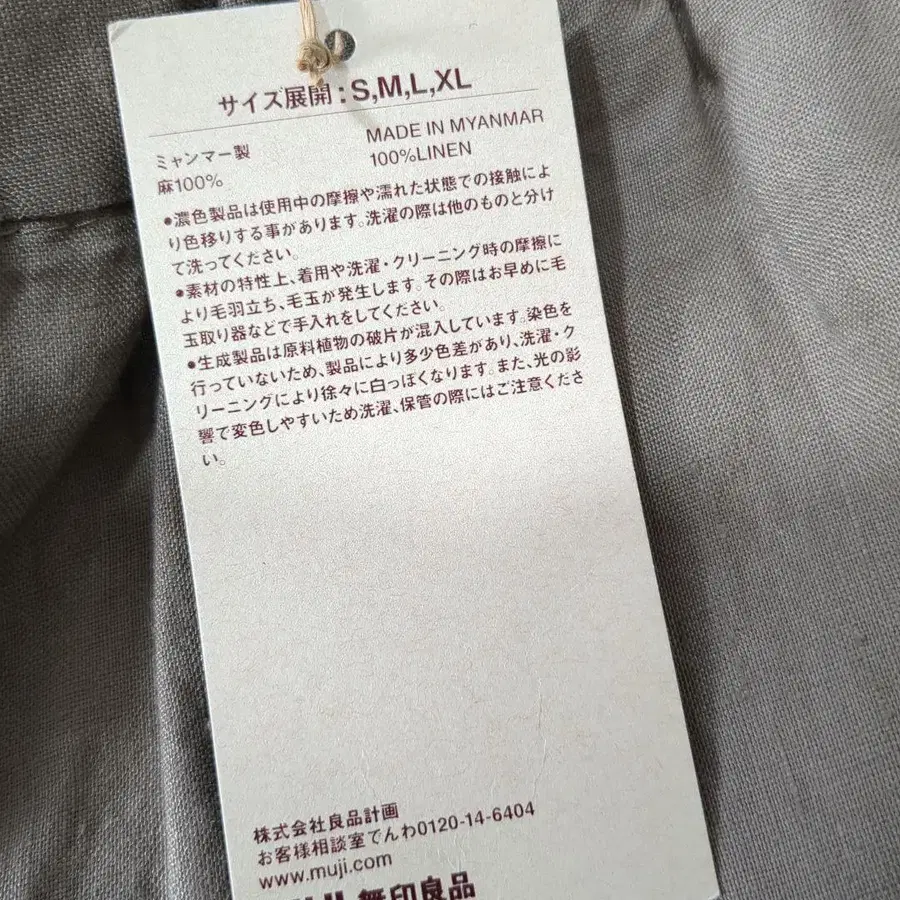 サイズ展開：S,M,L,XL
ミャンマー製
麻100%
MADE IN MYANMAR
100%LINEN
●濃色製品は使用中の摩擦や濡れた状態での接触によ
り色移りする事があります。洗濯の際は他のものと分け
て洗ってください。
●素材の特性上、着用や洗濯・クリーニング時の摩擦に
より毛羽立ち、毛玉が発生します。その際はお早めに毛
玉取り器などで手入れをしてください。
●生成製品は原料植物の破片が混入しています。染色を
行っていないため、製品により多少色差があり、洗濯・ク
リーニングにより徐々に白っぽくなります。また、光の影
響で変色しやすいため洗濯、保管の際にはご注意くださ
い。
株式会社良品計画
お客様相談室でんわ0120-14-6404
www.muji.com
無印良品